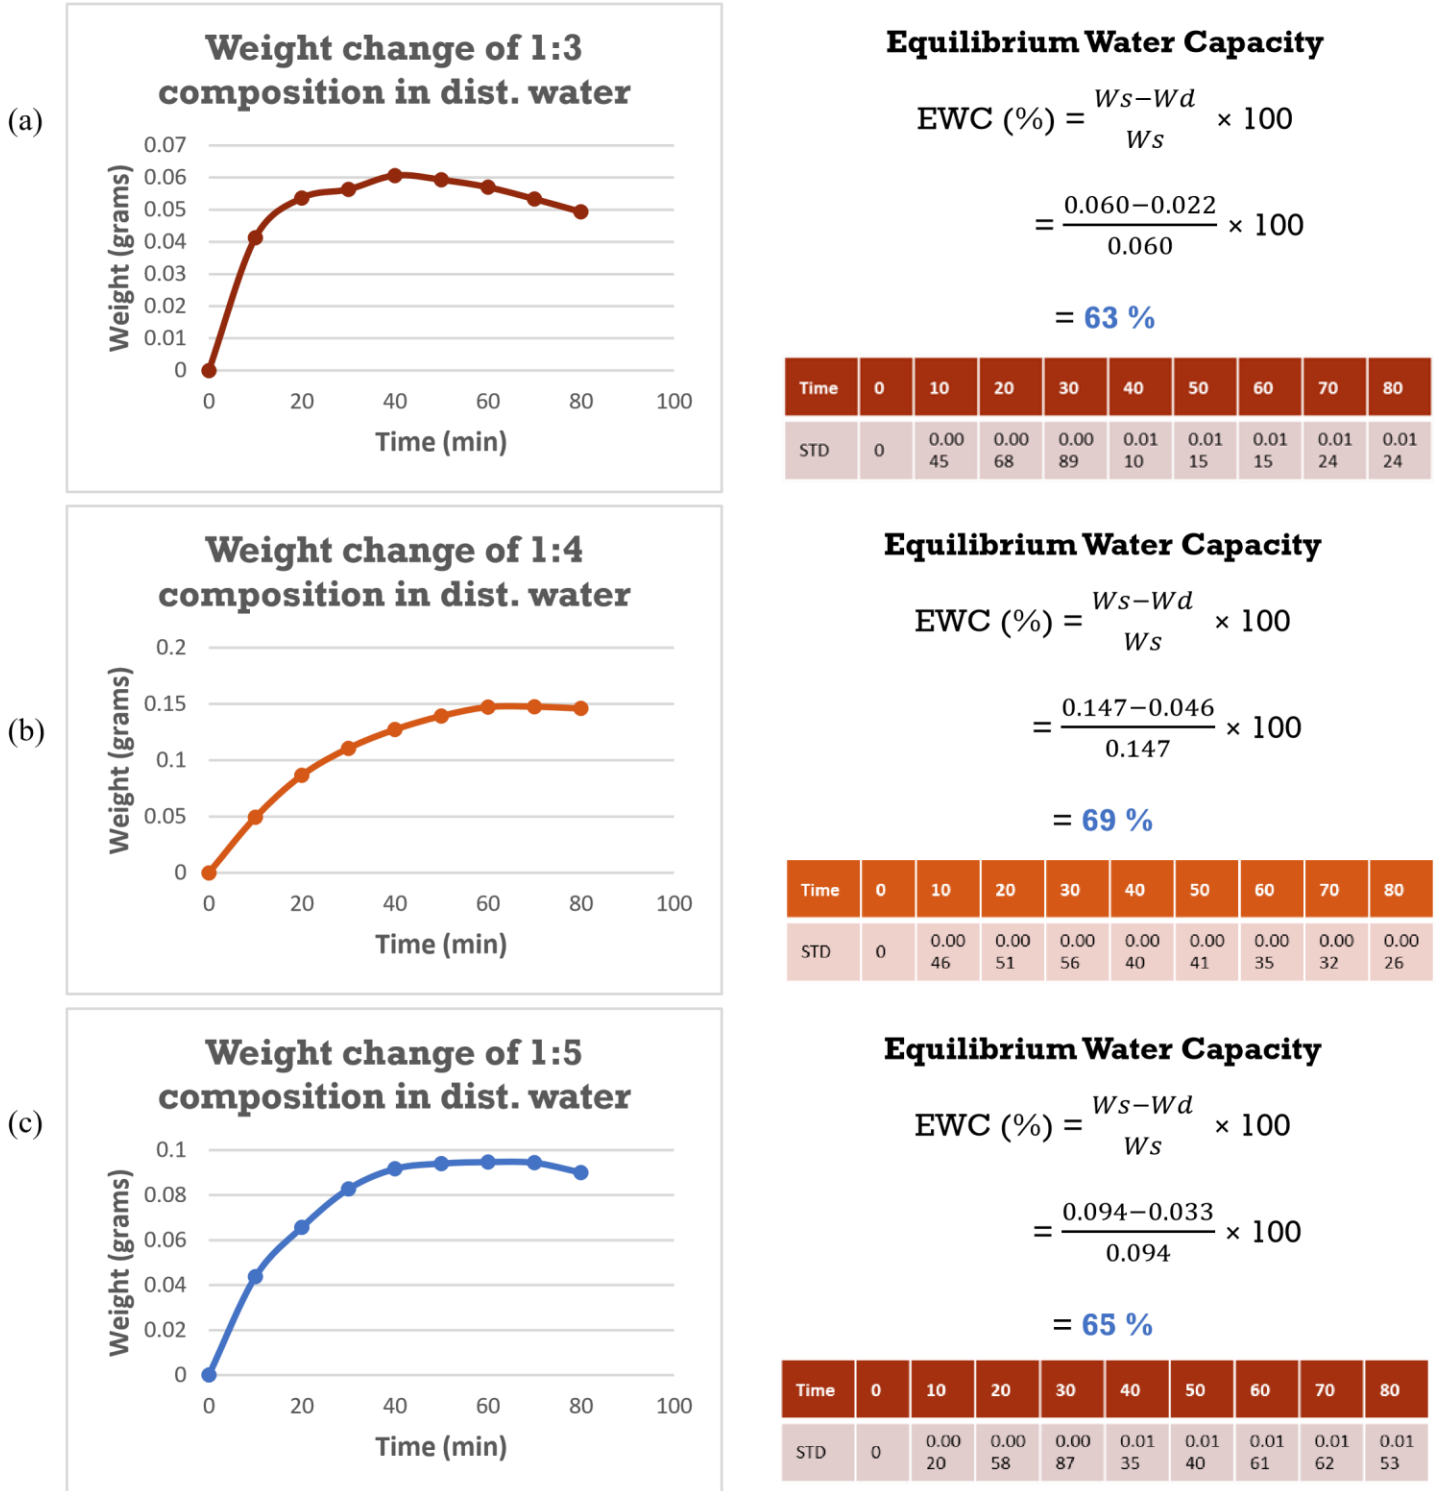 (a)
Weight change of 1:3
composition in dist. water
Weight (grams)
0.07
0.06
0.05
0.04
0.03
0.02
0.01
0
0 20 40 60 80 100
Time (min)
Equilibrium Water Capacity
EWC (%) = Ws−Wd / Ws × 100
= 0.060−0.022 / 0.060 × 100
= 63 %
Time 0 10 20 30 40 50 60 70 80
STD 0 0.0045 0.0068 0.0089 0.0110 0.0115 0.0115 0.0124 0.0124
(b)
Weight change of 1:4
composition in dist. water
Weight (grams)
0.2
0.15
0.1
0.05
0
0 20 40 60 80 100
Time (min)
Equilibrium Water Capacity
EWC (%) = Ws−Wd / Ws × 100
= 0.147−0.046 / 0.147 × 100
= 69 %
Time 0 10 20 30 40 50 60 70 80
STD 0 0.0046 0.0051 0.0056 0.0040 0.0041 0.0035 0.0032 0.0026
(c)
Weight change of 1:5
composition in dist. water
Weight (grams)
0.1
0.08
0.06
0.04
0.02
0
0 20 40 60 80 100
Time (min)
Equilibrium Water Capacity
EWC (%) = Ws−Wd / Ws × 100
= 0.094−0.033 / 0.094 × 100
= 65 %
Time 0 10 20 30 40 50 60 70 80
STD 0 0.0020 0.0058 0.0087 0.0135 0.0140 0.0161 0.0162 0.0153